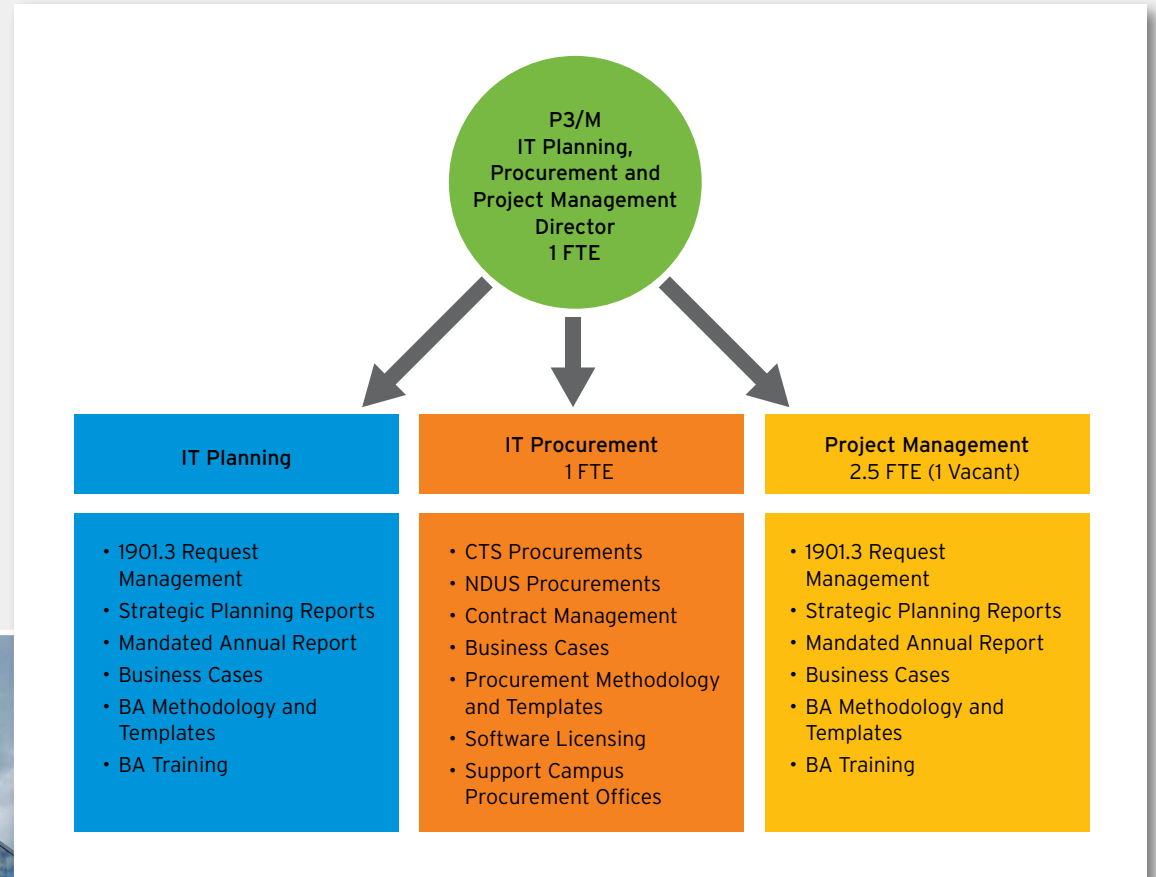 P3/M
IT Planning,
Procurement and
Project Management
Director
1 FTE
IT Planning
IT Procurement
1 FTE
Project Management
2.5 FTE (1 Vacant)
• 1901.3 Request
Management
• Strategic Planning Reports
• Mandated Annual Report
• Business Cases
• BA Methodology and
Templates
• BA Training
• CTS Procurements
• NDUS Procurements
• Contract Management
• Business Cases
• Procurement Methodology
and Templates
• Software Licensing
• Support Campus
Procurement Offices
• 1901.3 Request
Management
• Strategic Planning Reports
• Mandated Annual Report
• Business Cases
• BA Methodology and
Templates
• BA Training